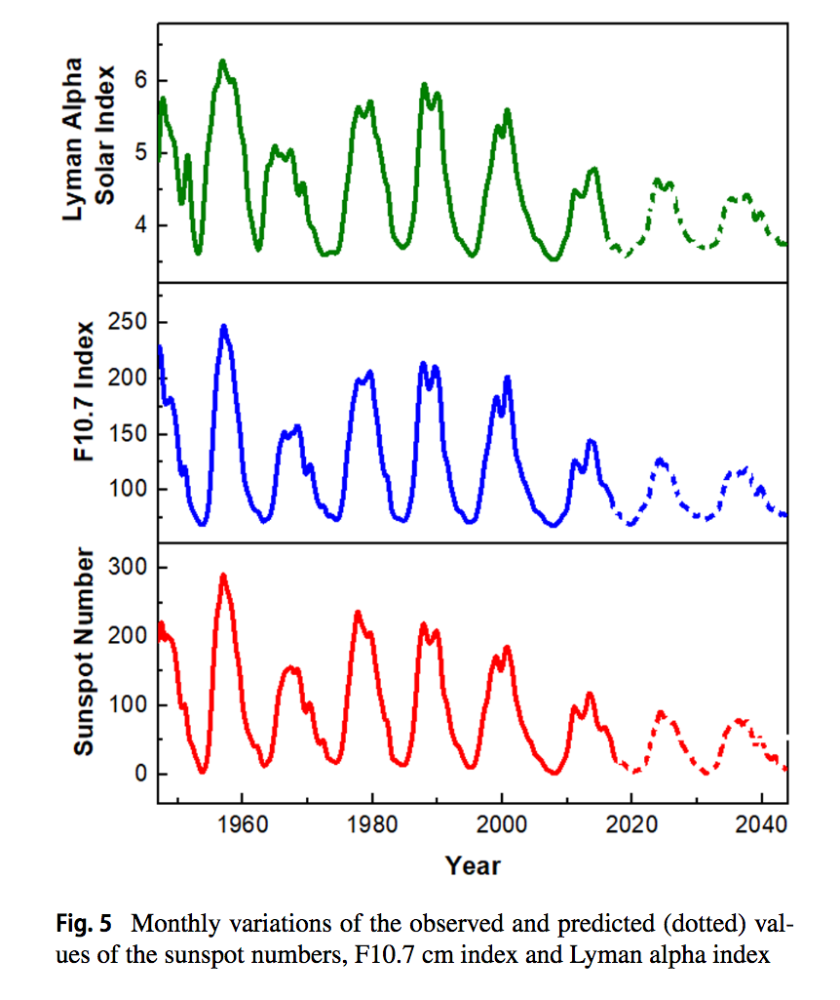 Lyman Alpha
Solar Index
6
5
4
F10.7 Index
250
200
150
100
Sunspot Number
300
200
100
0
1960 1980 2000 2020 2040
Year
Fig. 5 Monthly variations of the observed and predicted (dotted) val-
ues of the sunspot numbers, F10.7 cm index and Lyman alpha index